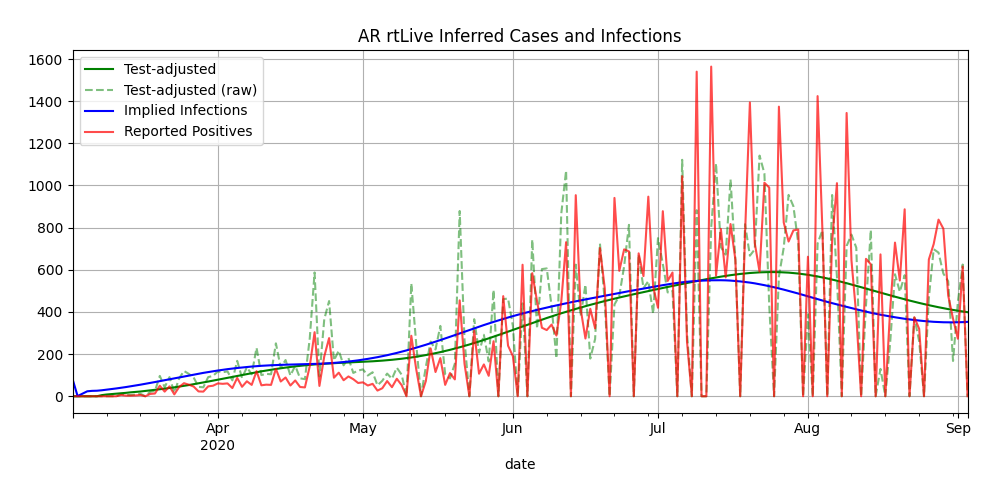 AR rtLive Inferred Cases and Infections
Test-adjusted
Test-adjusted (raw)
Implied Infections
Reported Positives
1600
1400
1200
1000
800
600
400
200
0
Apr
2020
May
Jun
Jul
Aug
Sep
date